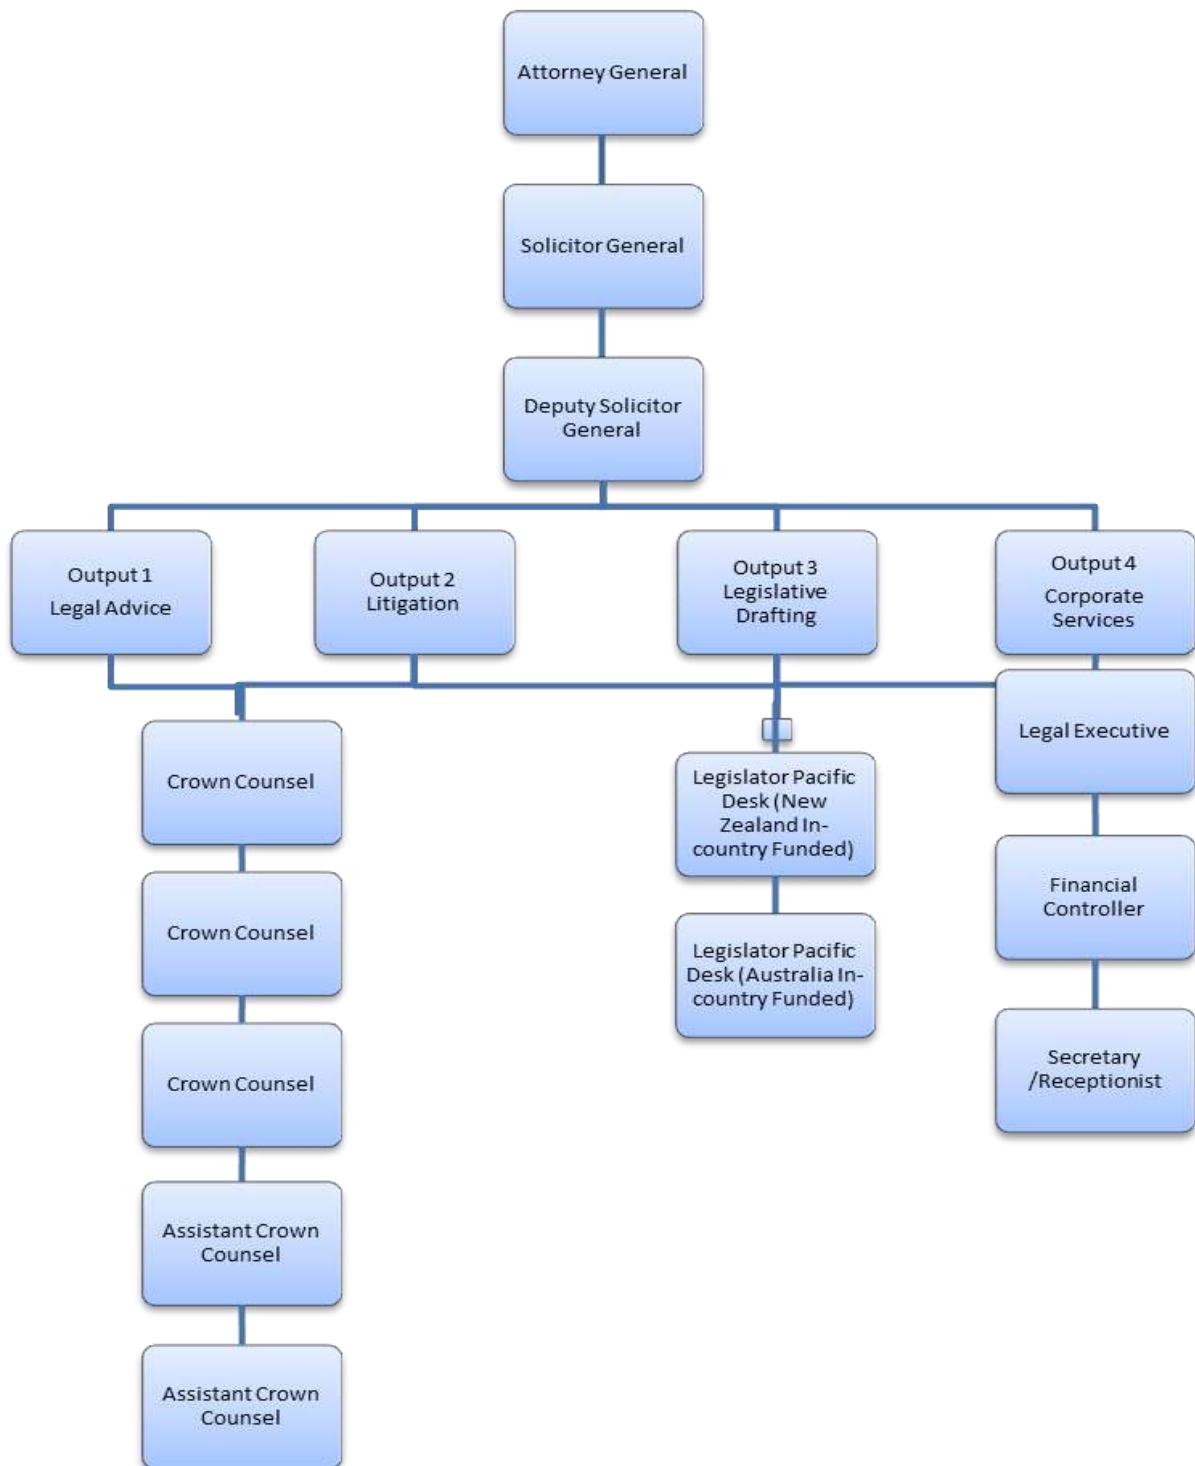 Attorney General
Solicitor General
Deputy Solicitor
General
Output 1
Legal Advice
Output 2
Litigation
Output 3
Legislative
Drafting
Output 4
Corporate
Services
Crown Counsel
Crown Counsel
Crown Counsel
Assistant Crown
Counsel
Assistant Crown
Counsel
Legislator Pacific
Desk (New
Zealand In-
country Funded)
Legislator Pacific
Desk (Australia In-
country Funded)
Legal Executive
Financial
Controller
Secretary
/Receptionist